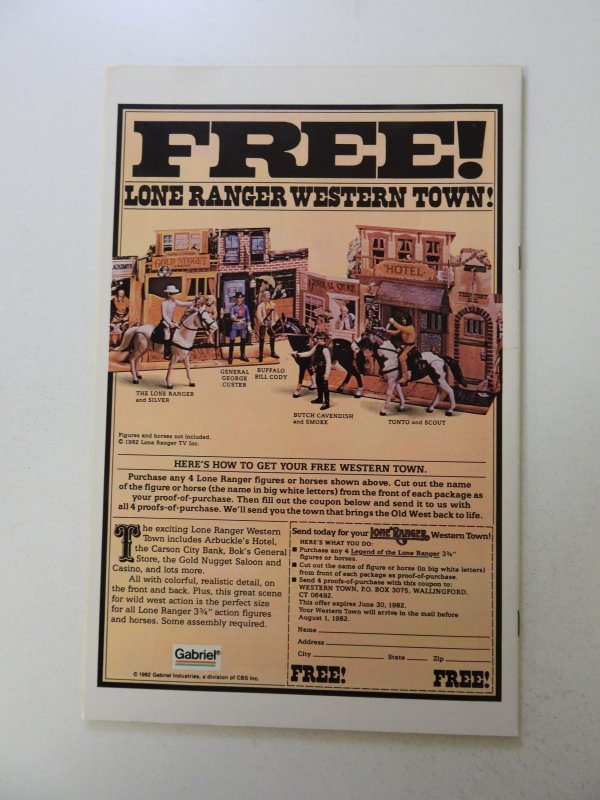 FREE!
LONE RANGER WESTERN TOWN!
GOLD NUGGET
HOTEL
GENERAL STORE
THE LONE RANGER
and SILVER
GENERAL
GEORGE
CUSTER
BUFFALO
BILL CODY
BUTCH CAVENDISH
and SMOKE
TONTO and SCOUT
Figures and horses not included.
© 1982 Lone Ranger TV Inc.
HERE'S HOW TO GET YOUR FREE WESTERN TOWN.
Purchase any 4 Lone Ranger figures or horses shown above. Cut out the name
of the figure or horse (the name in big white letters) from the front of each package as
your proof-of-purchase. Then fill out the coupon below and send it to us with
all 4 proofs-of-purchase. We'll send you the town that brings the Old West back to life.
The exciting Lone Ranger Western
Town includes Arbuckle's Hotel,
the Carson City Bank, Bok's General
Store, the Gold Nugget Saloon and
Casino, and lots more.
All with colorful, realistic detail, on
the front and back. Plus, this great scene
for wild west action is the perfect size
for all Lone Ranger 3¾" action figures
and horses. Some assembly required.
Gabriel®
© 1982 Gabriel Industries, a division of CBS Inc.
Send today for your LONE RANGER Western Town!
HERE'S WHAT YOU DO:
■ Purchase any 4 Legend of the Lone Ranger 3¾"
figures or horses.
■ Cut out the name of figure or horse (in big white letters)
from front of each package as proof-of-purchase.
■ Send 4 proofs-of-purchase with this coupon to:
WESTERN TOWN, P.O. BOX 3075, WALLINGFORD,
CT 06492.
This offer expires June 30, 1982.
Your Western Town will arrive in the mail before
August 1, 1982.
Name
Address
City State Zip
FREE! FREE!